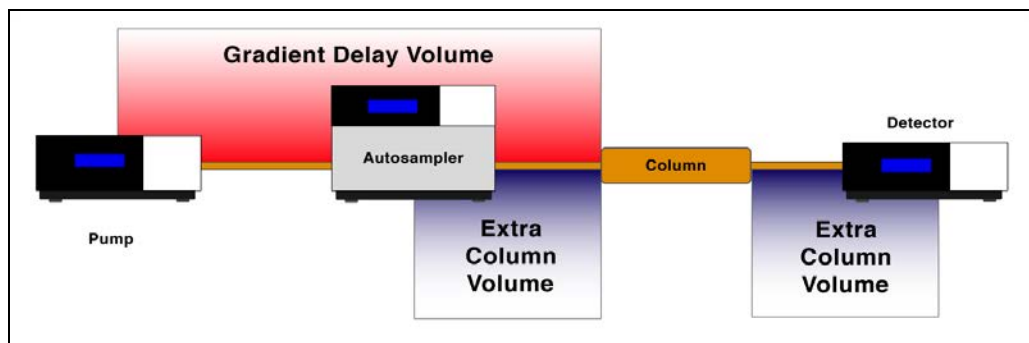 Gradient Delay Volume
Detector
Autosampler
Column
Pump
Extra
Column
Volume
Extra
Column
Volume